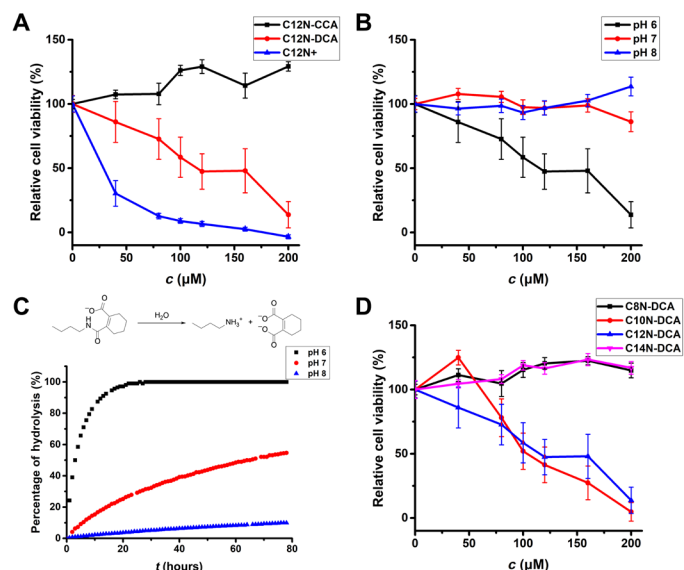 A
C12N-CCA
C12N-DCA
C12N+
Relative cell viability (%)
150
100
50
0
0 50 100 150 200
c (µM)
B
pH 6
pH 7
pH 8
Relative cell viability (%)
150
100
50
0
0 50 100 150 200
c (µM)
C
O
⁻O
H
N
O
H₂O
NH₃⁺
+
O
⁻O
⁻O
O
pH 6
pH 7
pH 8
Percentage of hydrolysis (%)
100
80
60
40
20
0
0 20 40 60 80
t (hours)
D
C8N-DCA
C10N-DCA
C12N-DCA
C14N-DCA
Relative cell viability (%)
150
100
50
0
0 50 100 150 200
c (µM)